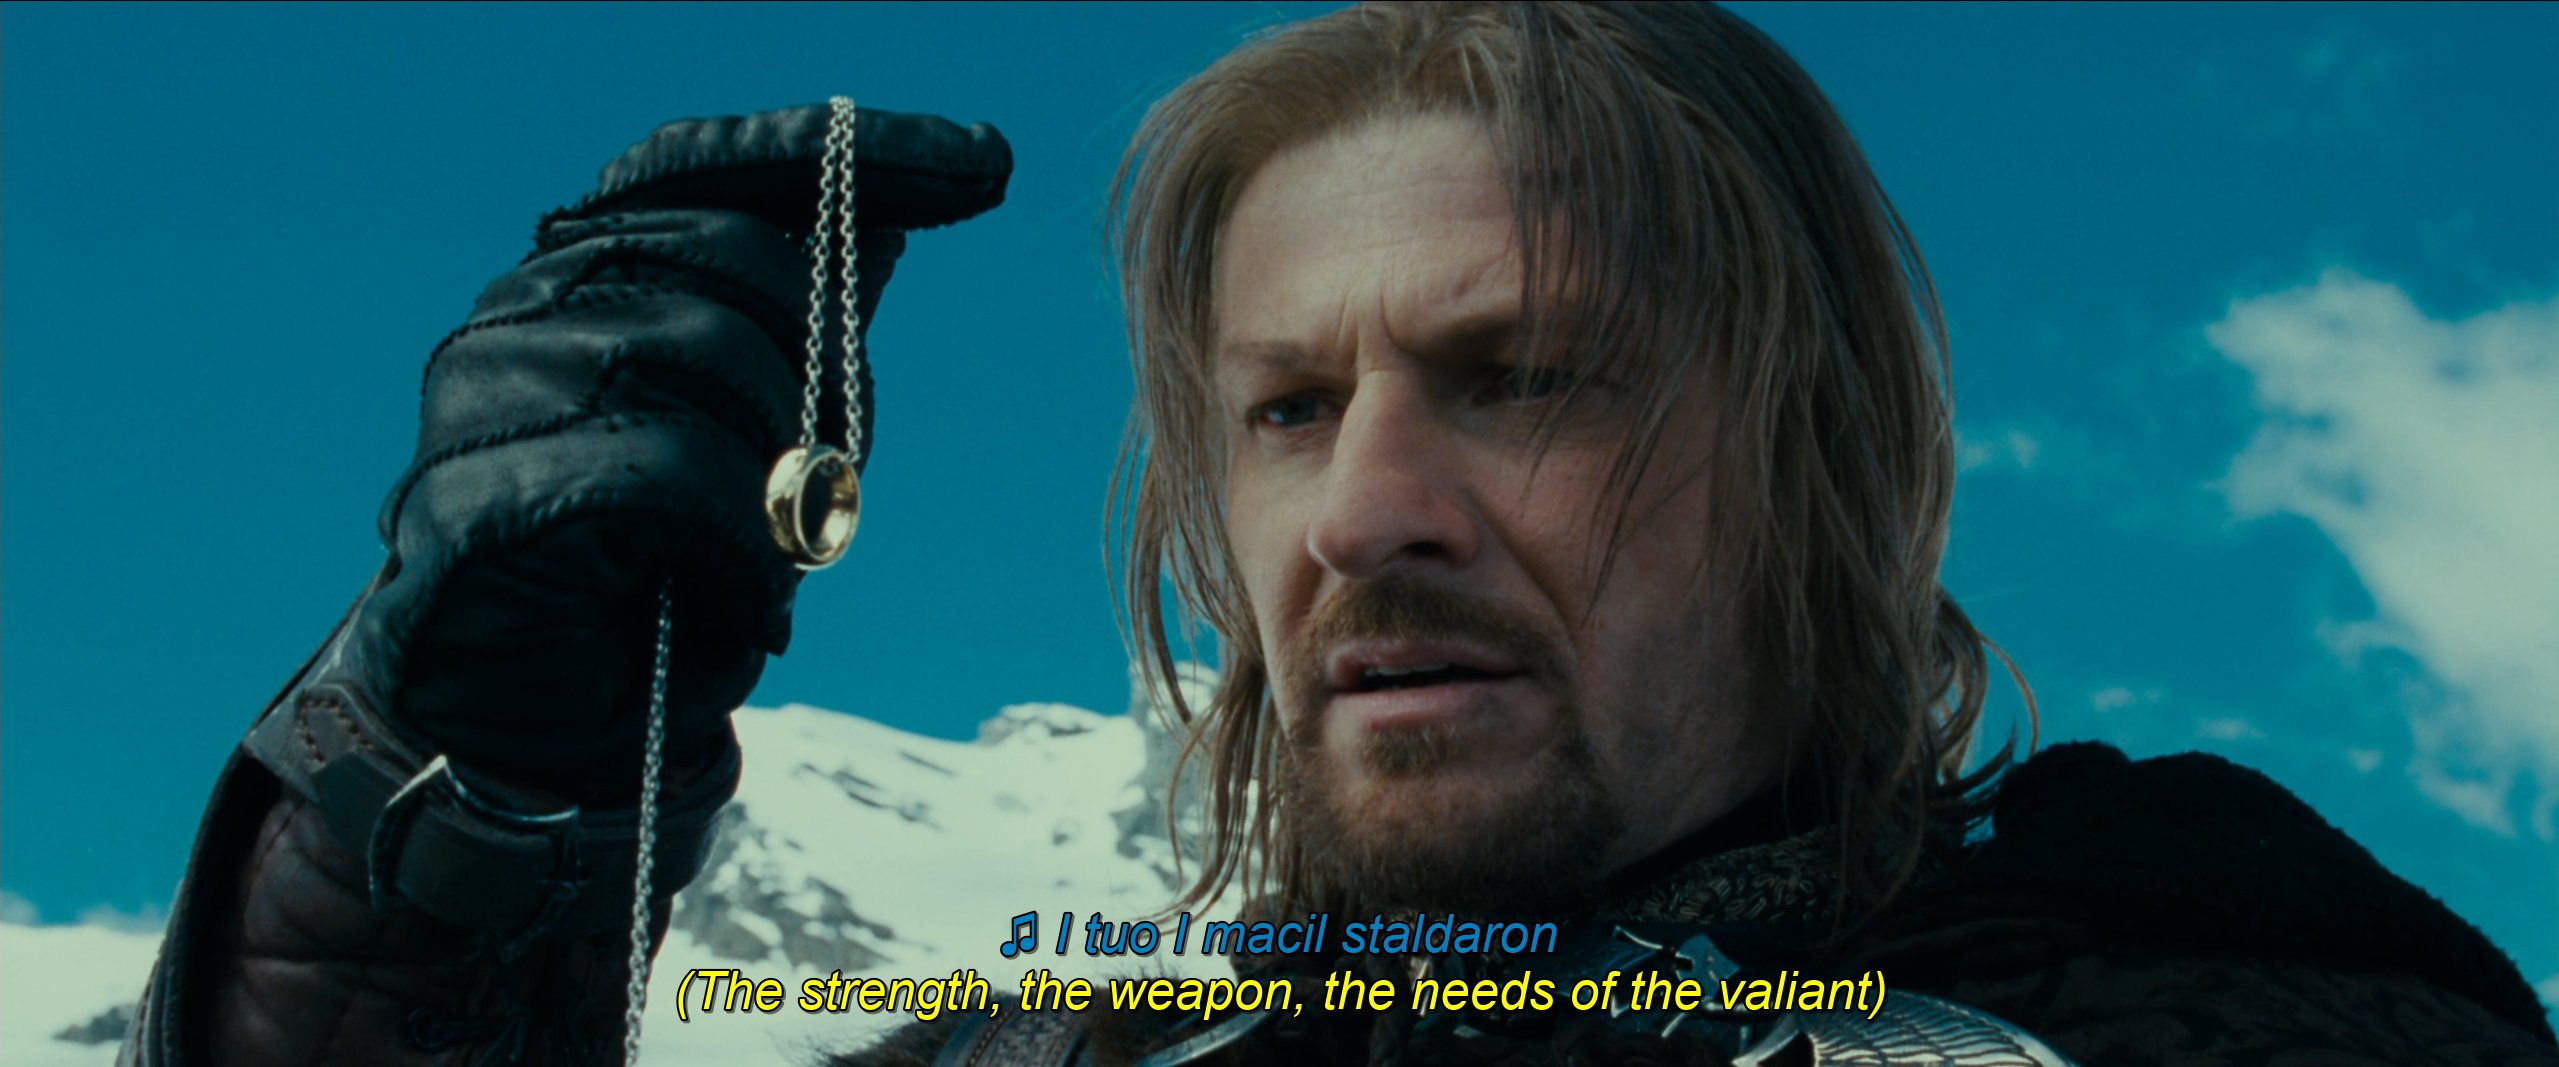 ♫ I tuo I macil staldaron
(The strength, the weapon, the needs of the valiant)